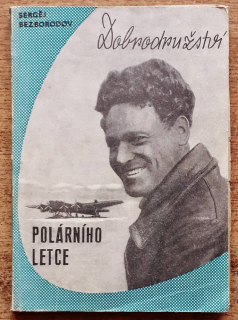 SERGĚJ
BEZBORODOV
Dobrodružství
POLÁRNÍHO
LETCE